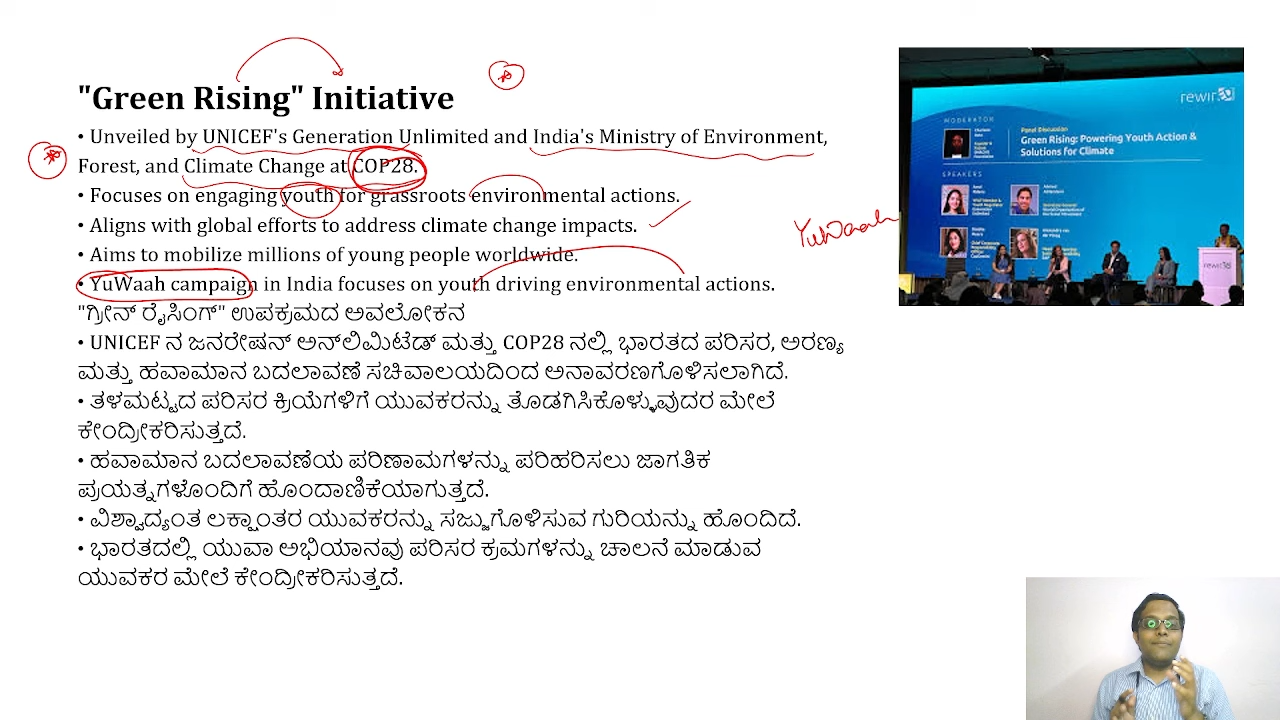 "Green Rising" Initiative
• Unveiled by UNICEF's Generation Unlimited and India's Ministry of Environment,
Forest, and Climate Change at COP28.
• Focuses on engaging youth for grassroots environmental actions.
• Aligns with global efforts to address climate change impacts.
• Aims to mobilize millions of young people worldwide.
• YuWaah campaign in India focuses on youth driving environmental actions.
"ಗ್ರೀನ್ ರೈಸಿಂಗ್" ಉಪಕ್ರಮದ ಅವಲೋಕನ
• UNICEF ನ ಜನರೇಷನ್ ಅನ್‌ಲಿಮಿಟೆಡ್ ಮತ್ತು COP28 ನಲ್ಲಿ ಭಾರತದ ಪರಿಸರ, ಅರಣ್ಯ
ಮತ್ತು ಹವಾಮಾನ ಬದಲಾವಣೆ ಸಚಿವಾಲಯದಿಂದ ಅನಾವರಣಗೊಳಿಸಲಾಗಿದೆ.
• ತಳಮಟ್ಟದ ಪರಿಸರ ಕ್ರಿಯೆಗಳಿಗೆ ಯುವಕರನ್ನು ತೊಡಗಿಸಿಕೊಳ್ಳುವುದರ ಮೇಲೆ
ಕೇಂದ್ರೀಕರಿಸುತ್ತದೆ.
• ಹವಾಮಾನ ಬದಲಾವಣೆಯ ಪರಿಣಾಮಗಳನ್ನು ಪರಿಹರಿಸಲು ಜಾಗತಿಕ
ಪ್ರಯತ್ನಗಳೊಂದಿಗೆ ಹೊಂದಾಣಿಕೆಯಾಗುತ್ತದೆ.
• ವಿಶ್ವಾದ್ಯಂತ ಲಕ್ಷಾಂತರ ಯುವಕರನ್ನು ಸಜ್ಜುಗೊಳಿಸುವ ಗುರಿಯನ್ನು ಹೊಂದಿದೆ.
• ಭಾರತದಲ್ಲಿ ಯುವಾ ಅಭಿಯಾನವು ಪರಿಸರ ಕ್ರಮಗಳನ್ನು ಚಾಲನೆ ಮಾಡುವ
ಯುವಕರ ಮೇಲೆ ಕೇಂದ್ರೀಕರಿಸುತ್ತದೆ.
YuWaah
MODERATOR
Panel Discussion
Green Rising: Powering Youth Action &
Solutions for Climate
SPEAKERS